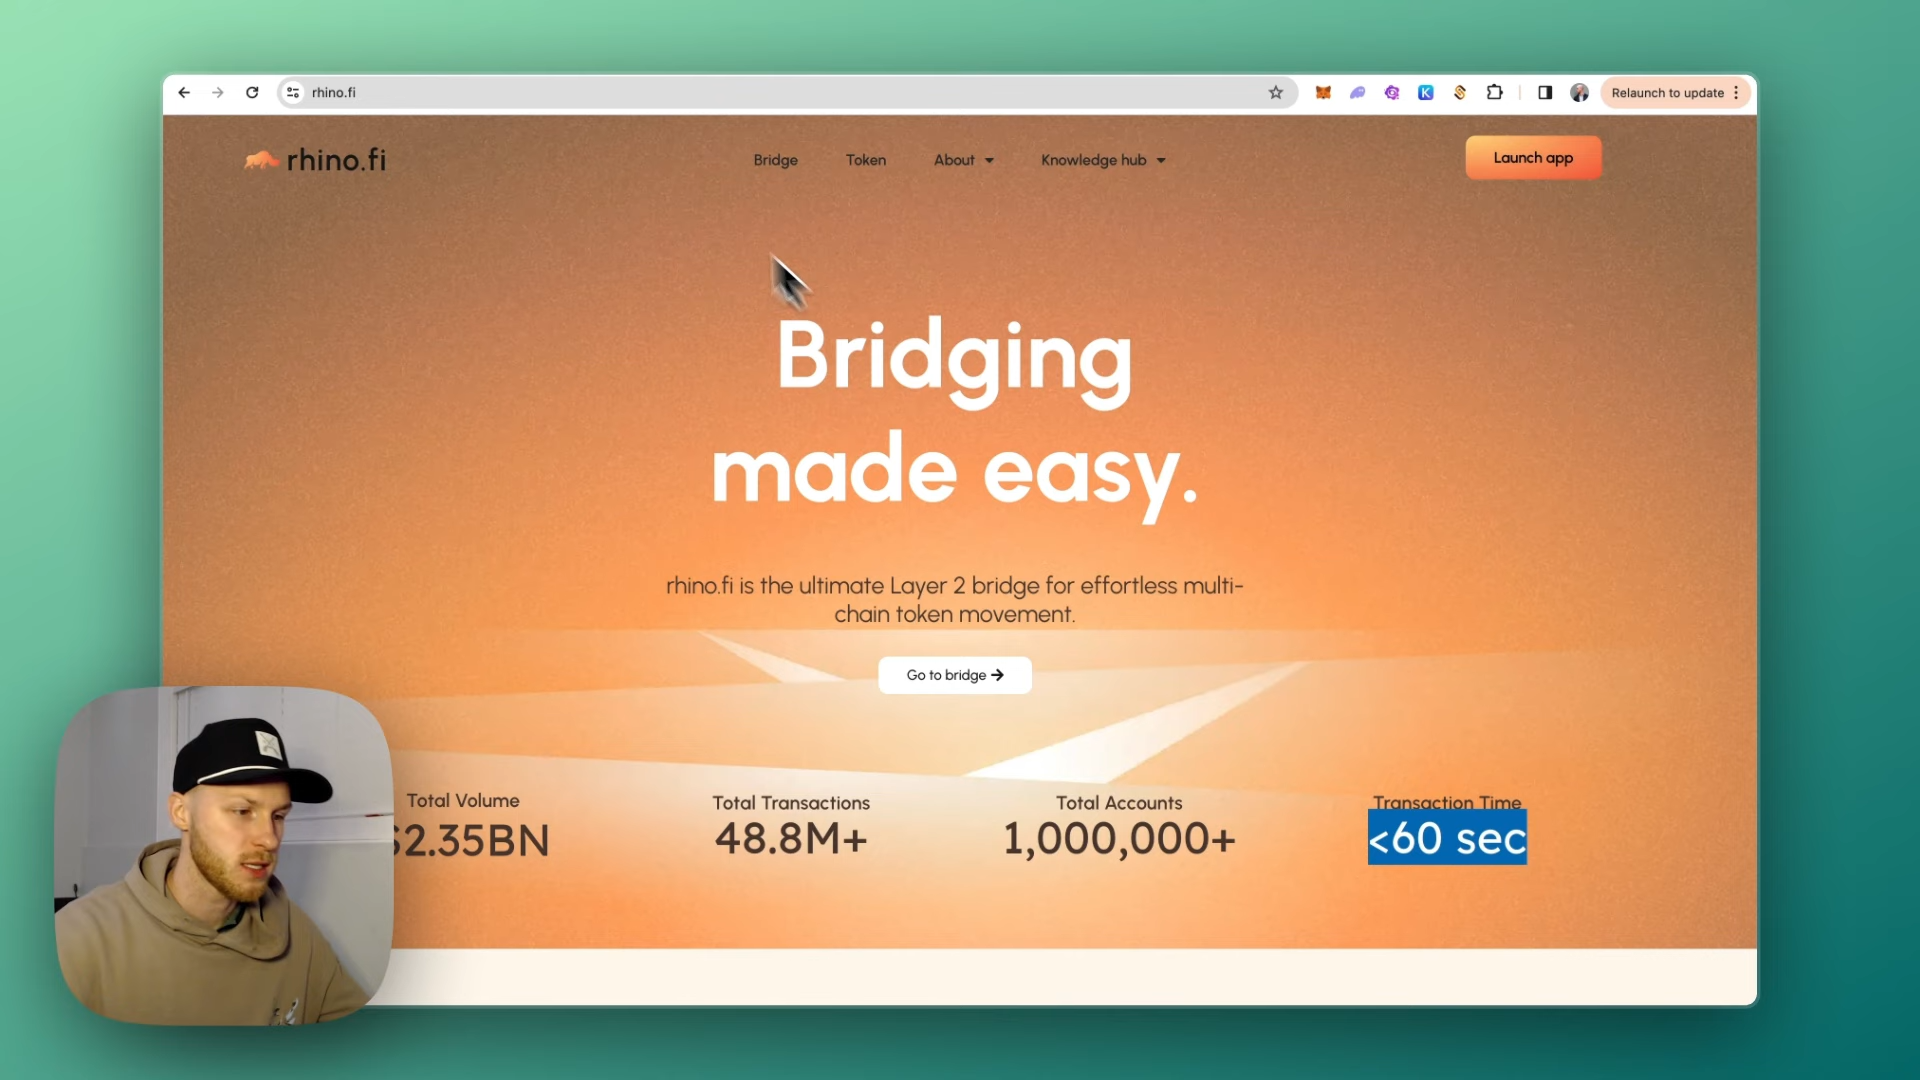 rhino.fi
Relaunch to update
rhino.fi
Bridge
Token
About
Knowledge hub
Launch app
Bridging
made easy.
rhino.fi is the ultimate Layer 2 bridge for effortless multi-
chain token movement.
Go to bridge
Total Volume
$2.35BN
Total Transactions
48.8M+
Total Accounts
1,000,000+
Transaction Time
<60 sec